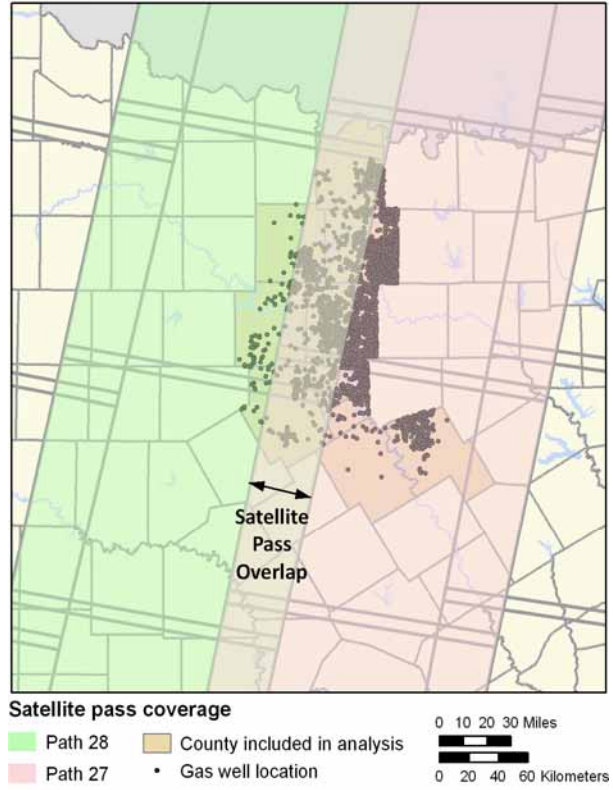 Satellite
Pass
Overlap
Satellite pass coverage
Path 28
County included in analysis
Path 27
Gas well location
0 10 20 30 Miles
0 20 40 60 Kilometers